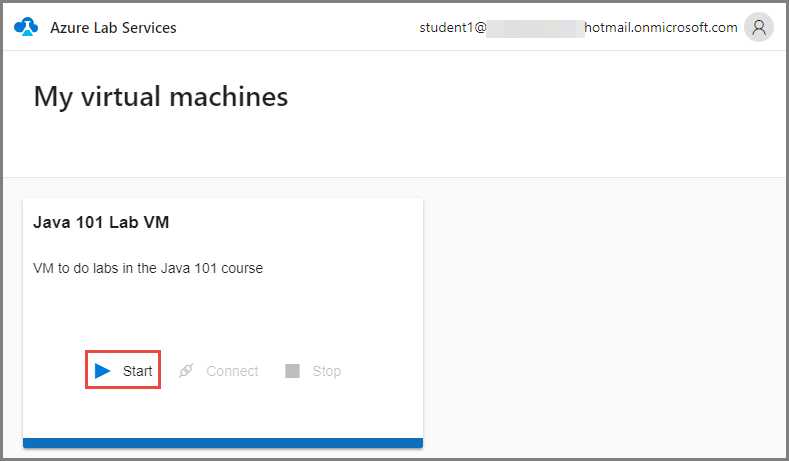 Azure Lab Services student1@ hotmail.onmicrosoft.com
My virtual machines
Java 101 Lab VM
VM to do labs in the Java 101 course
Start Connect Stop